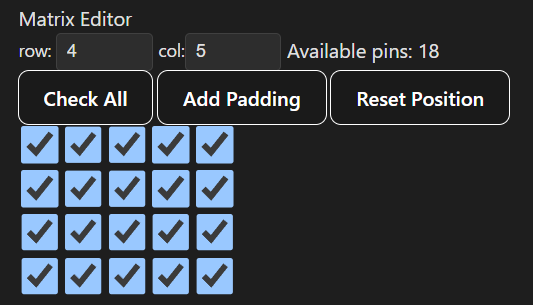 Matrix Editor
row: 4 col: 5 Available pins: 18
Check All Add Padding Reset Position